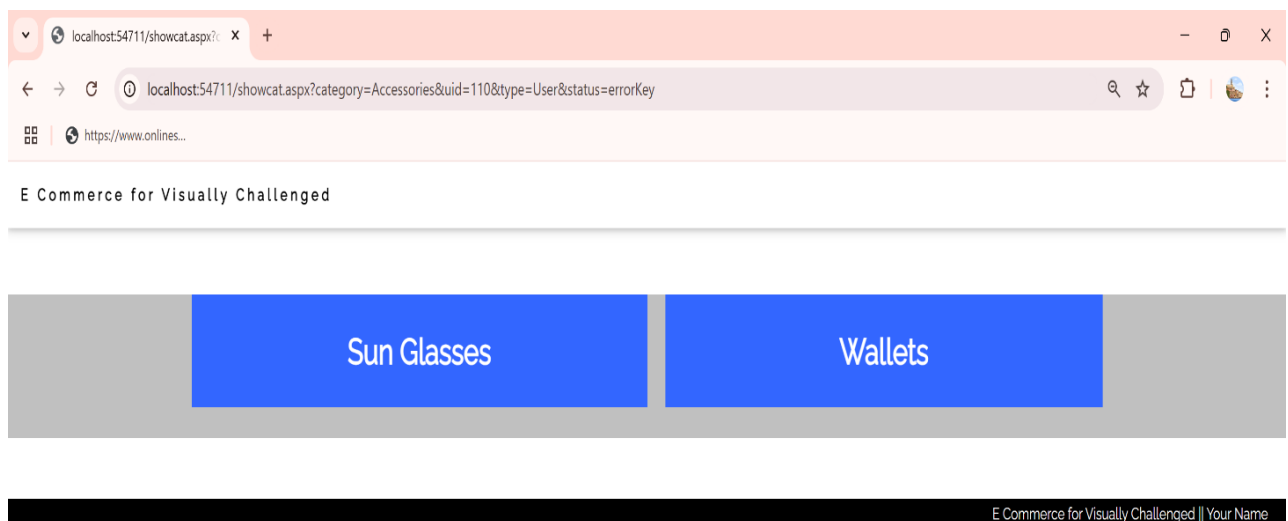 localhost:54711/showcat.aspx?c
localhost:54711/showcat.aspx?category=Accessories&uid=110&type=User&status=errorKey
https://www.onlines...
E Commerce for Visually Challenged
Sun Glasses
Wallets
E Commerce for Visually Challenged || Your Name